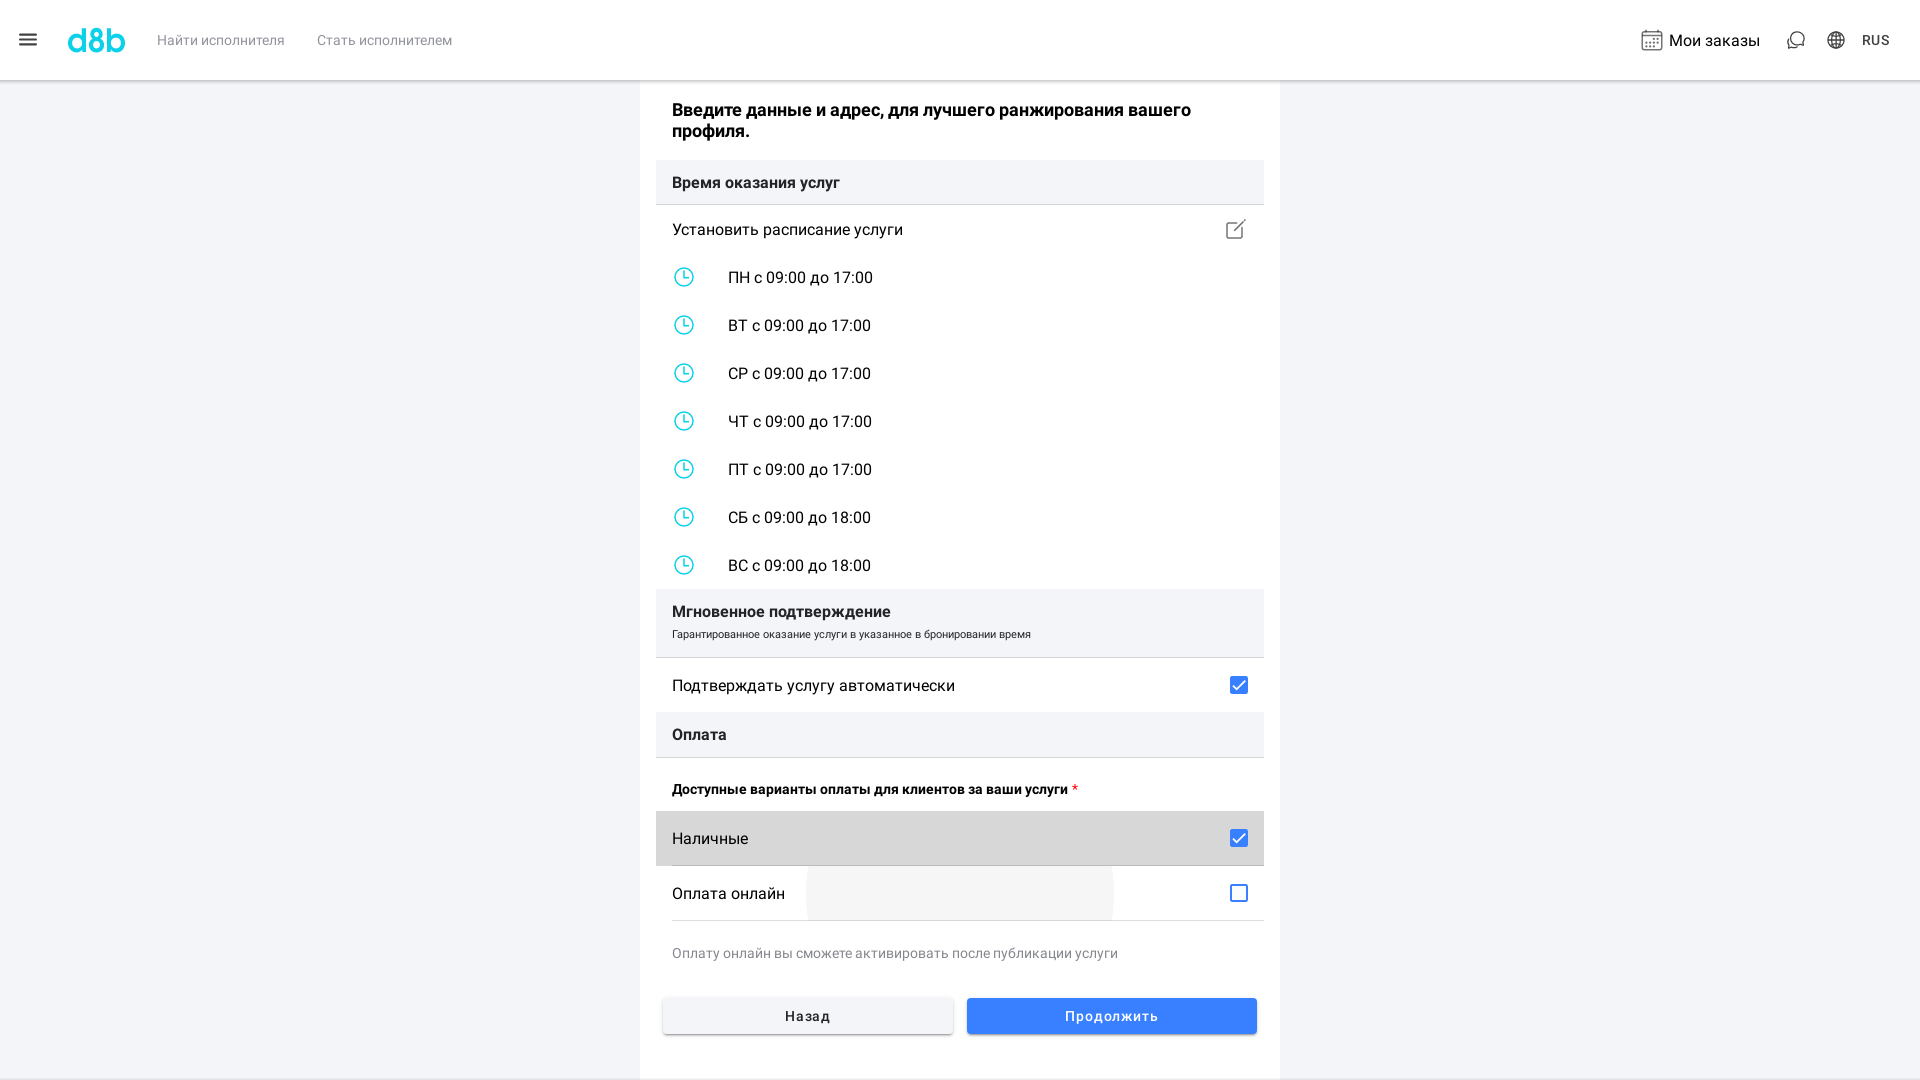 d8b
Найти исполнителя
Стать исполнителем
Мои заказы
RUS
Введите данные и адрес, для лучшего ранжирования вашего
профиля.
Время оказания услуг
Установить расписание услуги
ПН с 09:00 до 17:00
ВТ с 09:00 до 17:00
СР с 09:00 до 17:00
ЧТ с 09:00 до 17:00
ПТ с 09:00 до 17:00
СБ с 09:00 до 18:00
ВС с 09:00 до 18:00
Мгновенное подтверждение
Гарантированное оказание услуги в указанное в бронировании время
Подтверждать услугу автоматически
Оплата
Доступные варианты оплаты для клиентов за ваши услуги *
Наличные
Оплата онлайн
Оплату онлайн вы сможете активировать после публикации услуги
Назад
Продолжить